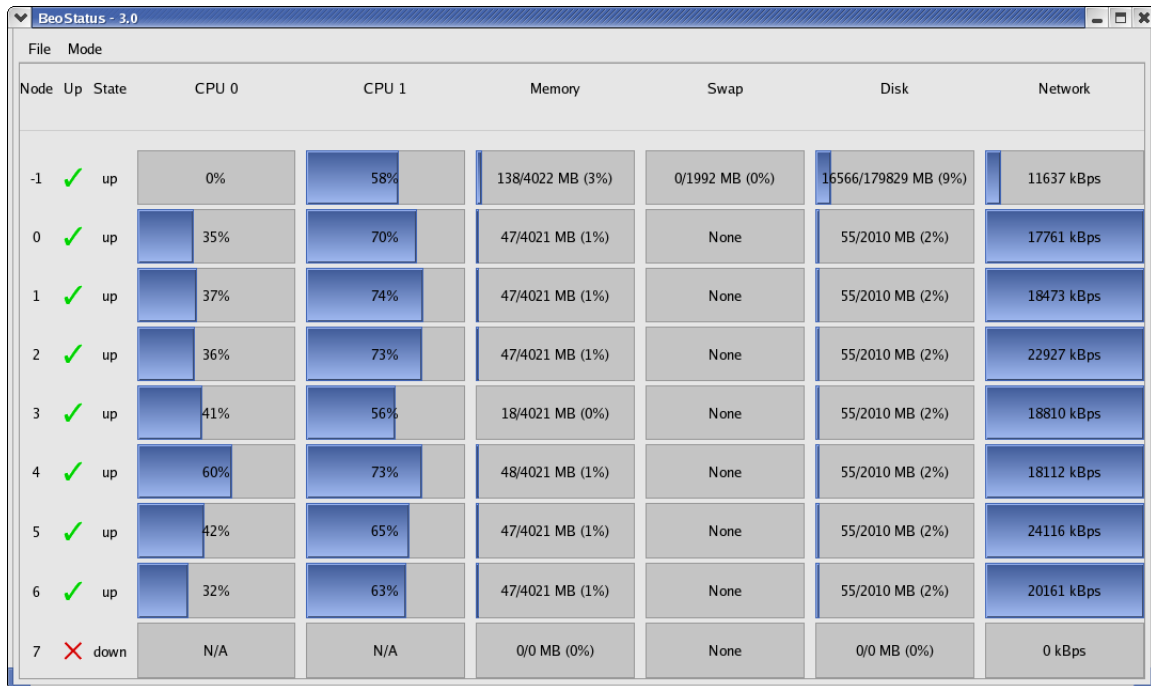 BeoStatus - 3.0
File Mode
Node Up State CPU 0 CPU 1 Memory Swap Disk Network
-1 up 0% 58% 138/4022 MB (3%) 0/1992 MB (0%) 16566/179829 MB (9%) 11637 kBps
0 up 35% 70% 47/4021 MB (1%) None 55/2010 MB (2%) 17761 kBps
1 up 37% 74% 47/4021 MB (1%) None 55/2010 MB (2%) 18473 kBps
2 up 36% 73% 47/4021 MB (1%) None 55/2010 MB (2%) 22927 kBps
3 up 41% 56% 18/4021 MB (0%) None 55/2010 MB (2%) 18810 kBps
4 up 60% 73% 48/4021 MB (1%) None 55/2010 MB (2%) 18112 kBps
5 up 42% 65% 47/4021 MB (1%) None 55/2010 MB (2%) 24116 kBps
6 up 32% 63% 47/4021 MB (1%) None 55/2010 MB (2%) 20161 kBps
7 down N/A N/A 0/0 MB (0%) None 0/0 MB (0%) 0 kBps